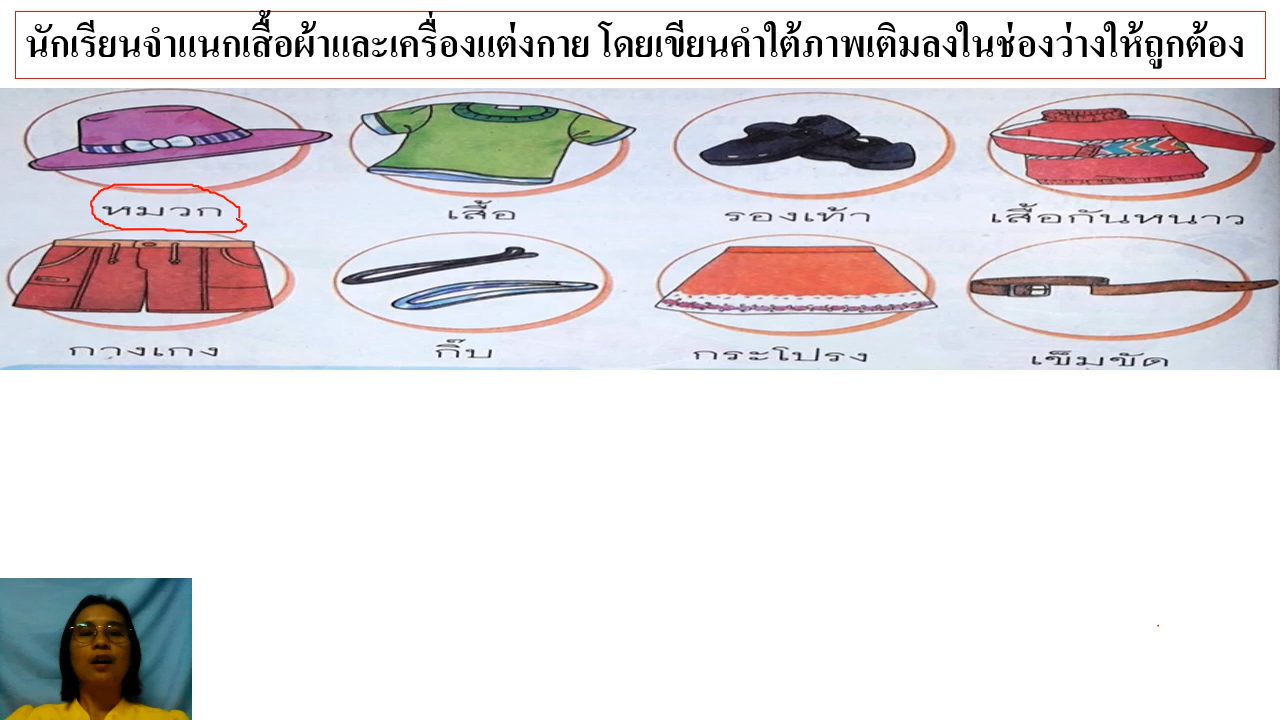 นักเรียนจำแนกเสื้อผ้าและเครื่องแต่งกาย โดยเขียนคำใต้ภาพเติมลงในช่องว่างให้ถูกต้อง
หมวก เสื้อ รองเท้า เสื้อกันหนาว
กางเกง กิ๊บ กระโปรง เข็มขัด